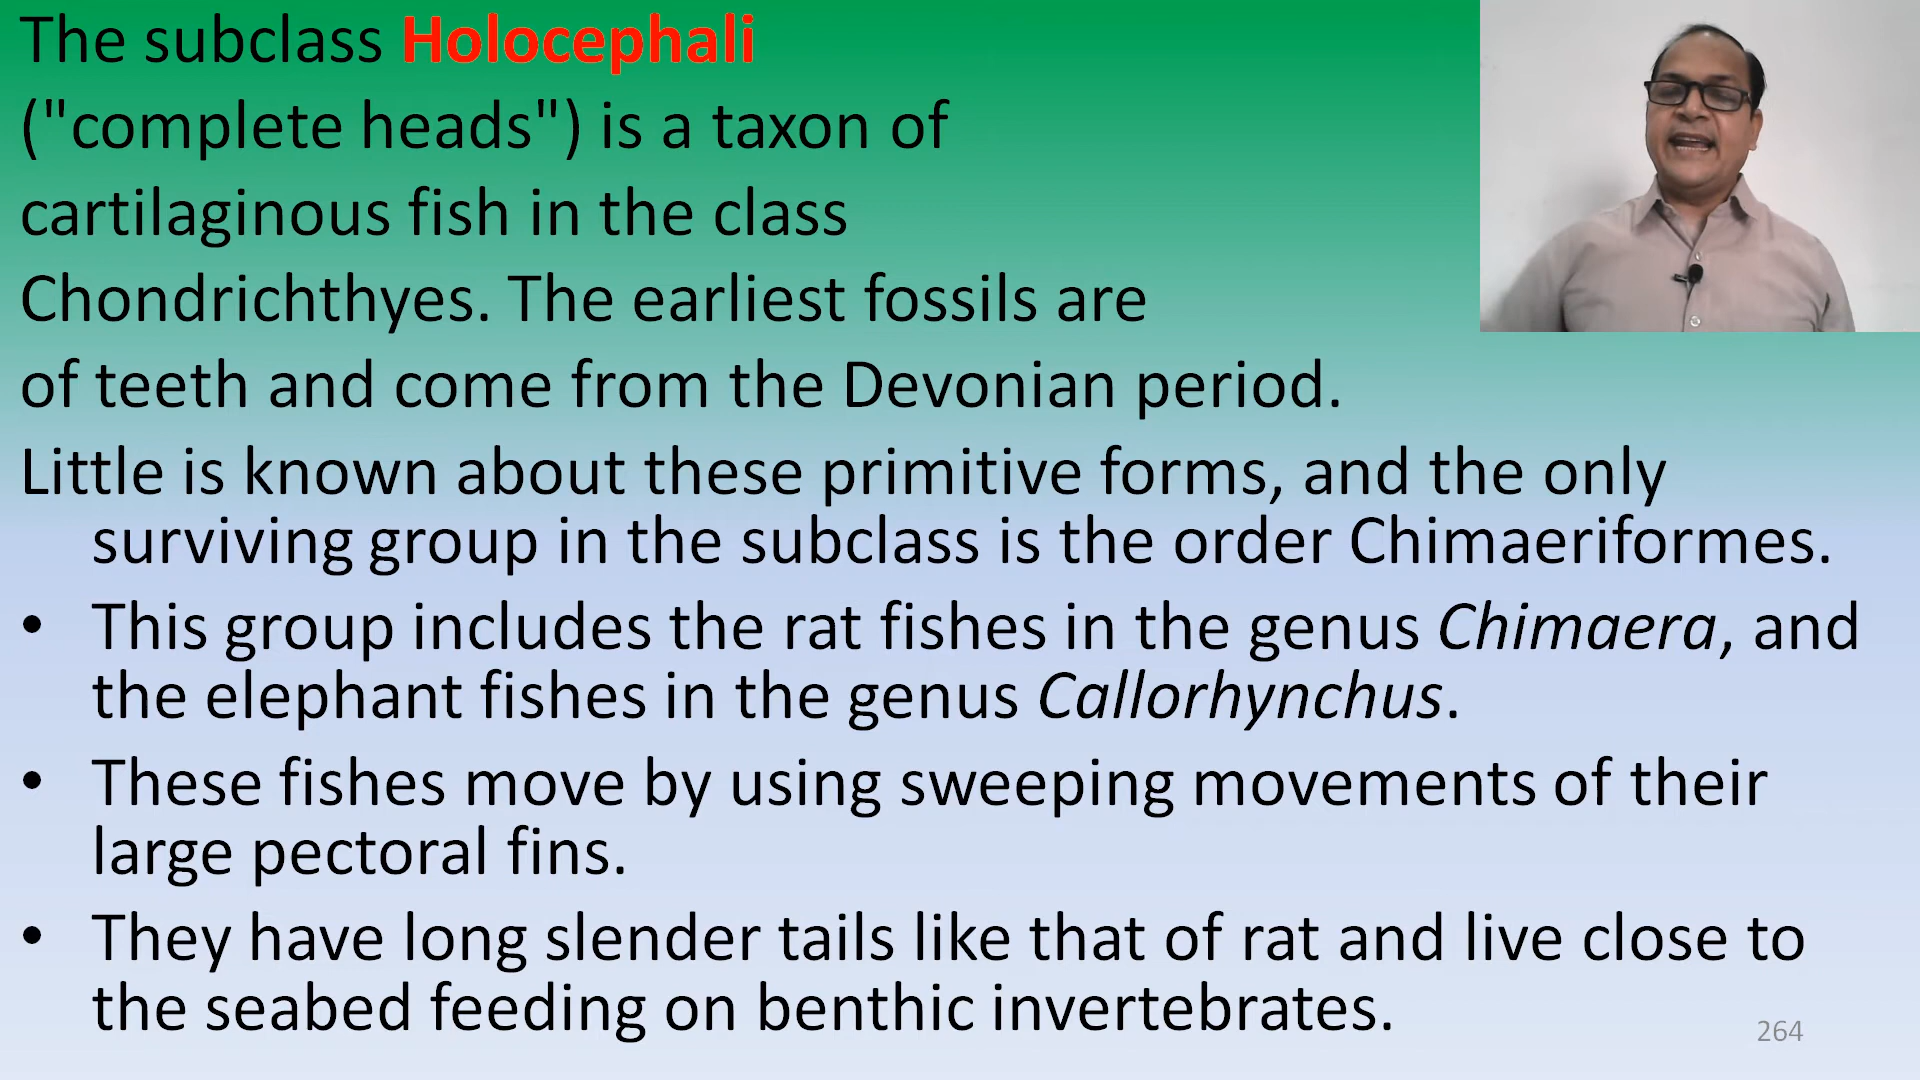 The subclass Holocephali
("complete heads") is a taxon of
cartilaginous fish in the class
Chondrichthyes. The earliest fossils are
of teeth and come from the Devonian period.
Little is known about these primitive forms, and the only
surviving group in the subclass is the order Chimaeriformes.
• This group includes the rat fishes in the genus Chimaera, and
the elephant fishes in the genus Callorhynchus.
• These fishes move by using sweeping movements of their
large pectoral fins.
• They have long slender tails like that of rat and live close to
the seabed feeding on benthic invertebrates.
264